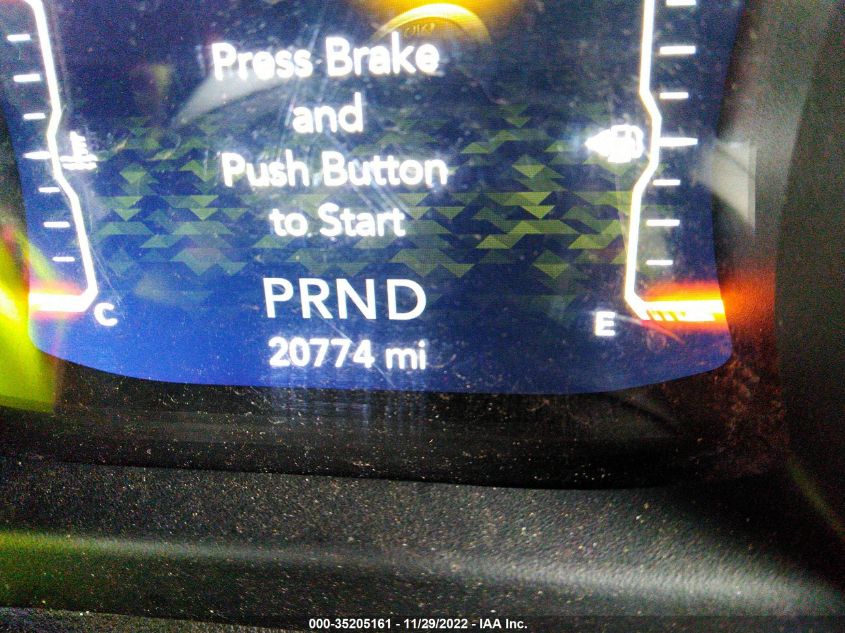 Press Brake
and
Push Button
to Start
PRND
C
E
20774 mi
000-35205161 - 11/29/2022 - IAA Inc.